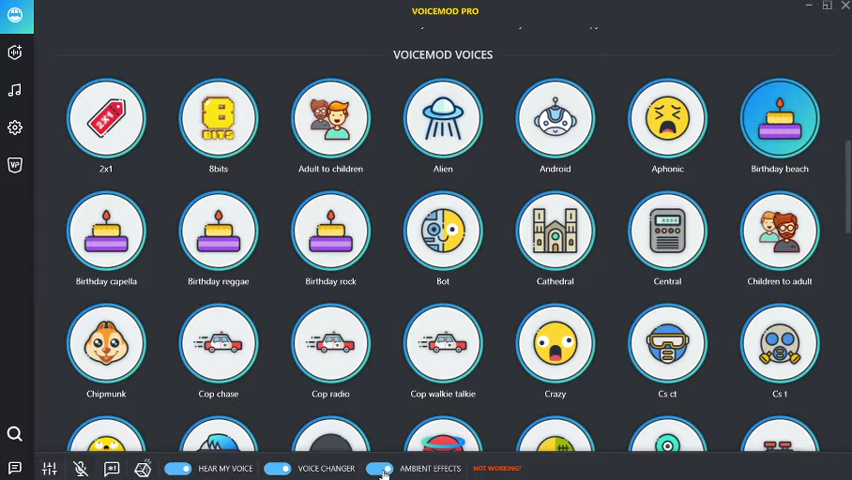 VOICEMOD PRO
VOICEMOD VOICES
2X1
8
BITS
2x1
8bits
Adult to children
Alien
Android
Aphonic
Birthday beach
Birthday capella
Birthday reggae
Birthday rock
Bot
Cathedral
Central
Children to adult
Chipmunk
Cop chase
Cop radio
Cop walkie talkie
Crazy
Cs ct
Cs t
HEAR MY VOICE
VOICE CHANGER
AMBIENT EFFECTS
NOT WORKING?